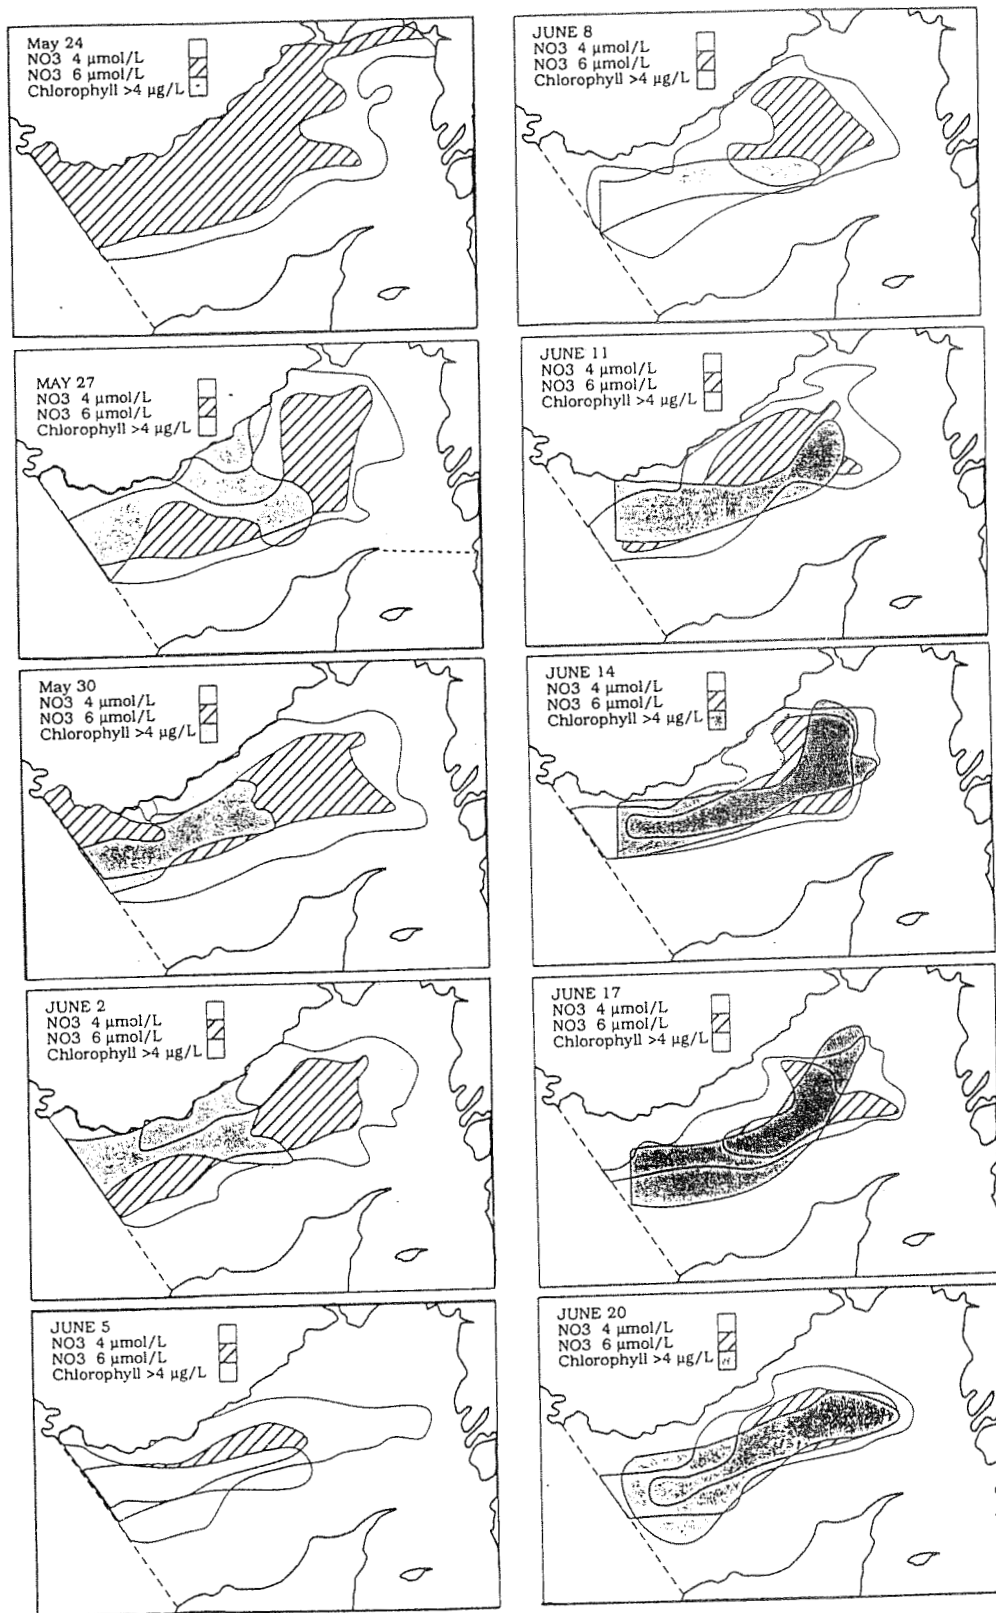 May 24
NO3 4 µmol/L
NO3 6 µmol/L
Chlorophyll >4 µg/L
MAY 27
NO3 4 µmol/L
NO3 6 µmol/L
Chlorophyll >4 µg/L
May 30
NO3 4 µmol/L
NO3 6 µmol/L
Chlorophyll >4 µg/L
JUNE 2
NO3 4 µmol/L
NO3 6 µmol/L
Chlorophyll >4 µg/L
JUNE 5
NO3 4 µmol/L
NO3 6 µmol/L
Chlorophyll >4 µg/L
JUNE 8
NO3 4 µmol/L
NO3 6 µmol/L
Chlorophyll >4 µg/L
JUNE 11
NO3 4 µmol/L
NO3 6 µmol/L
Chlorophyll >4 µg/L
JUNE 14
NO3 4 µmol/L
NO3 6 µmol/L
Chlorophyll >4 µg/L
JUNE 17
NO3 4 µmol/L
NO3 6 µmol/L
Chlorophyll >4 µg/L
JUNE 20
NO3 4 µmol/L
NO3 6 µmol/L
Chlorophyll >4 µg/L